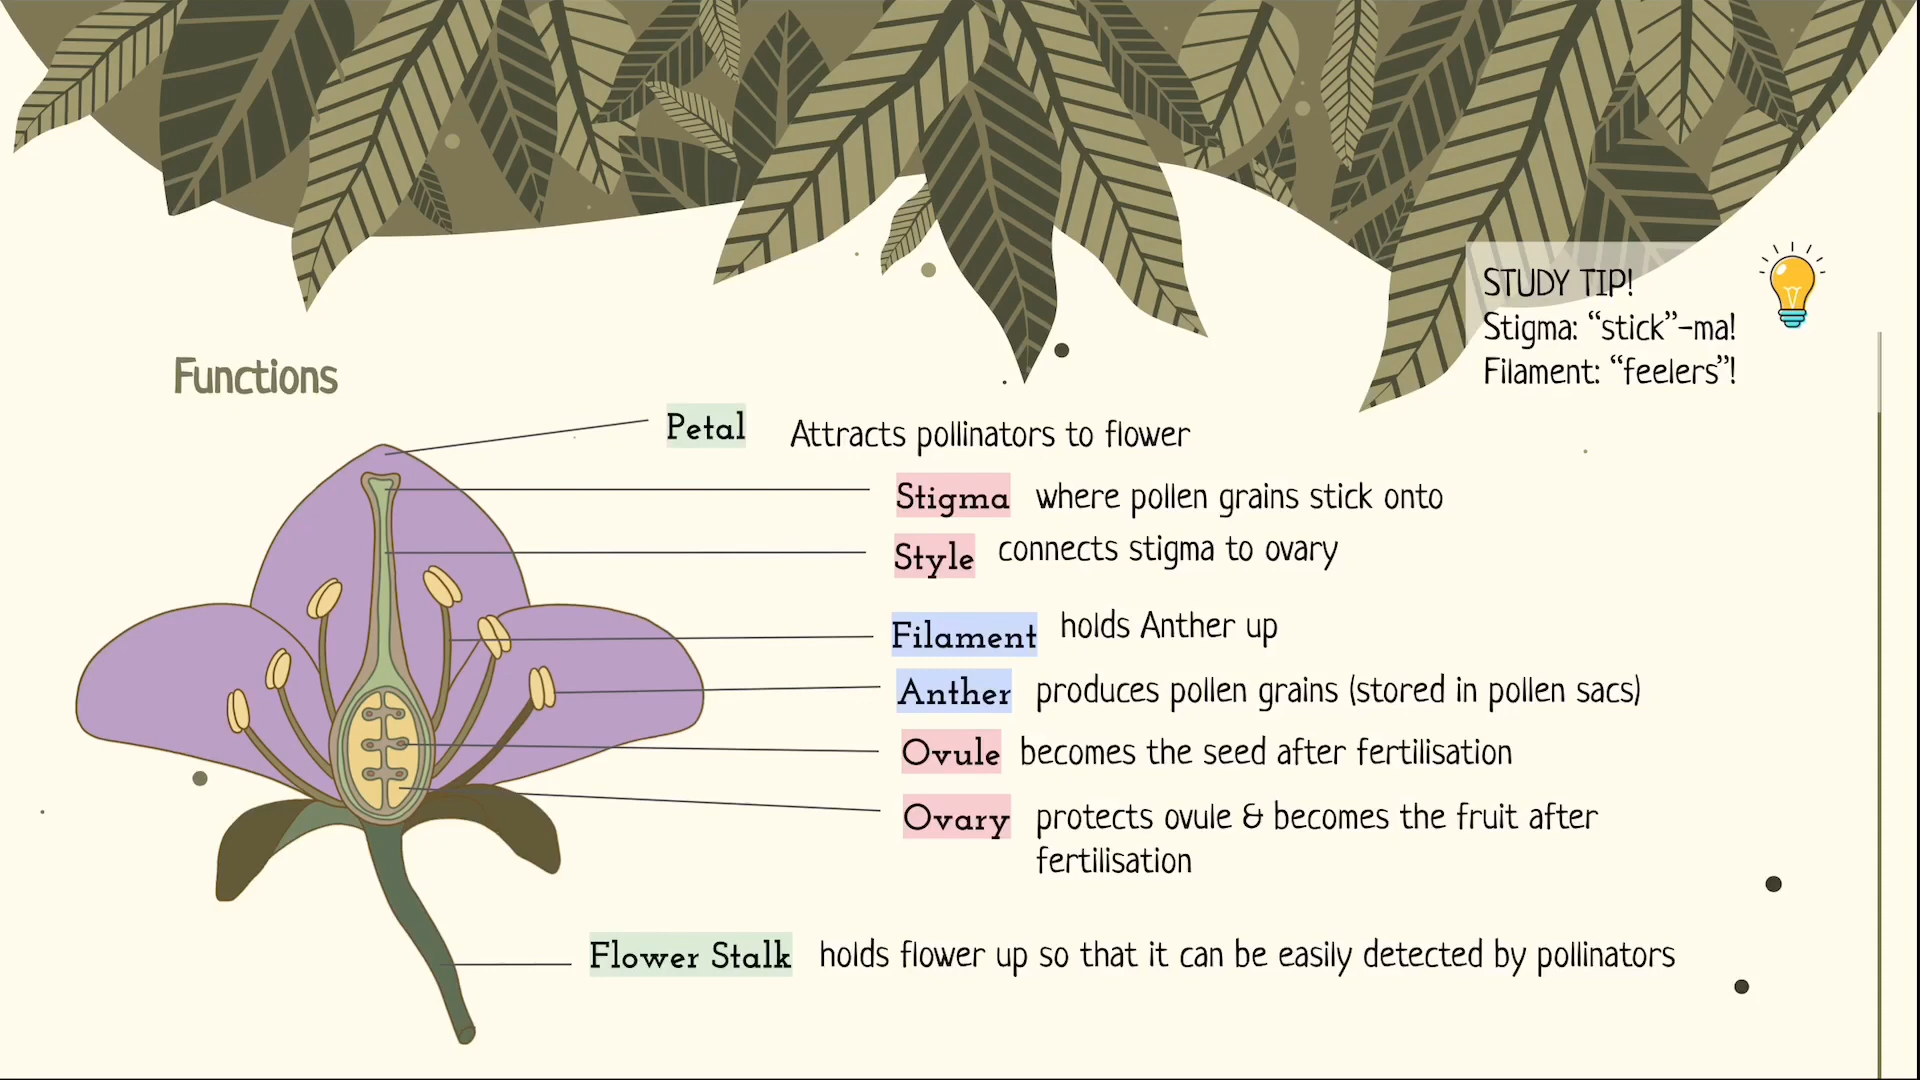 STUDY TIP!
Stigma: “stick”-ma!
Filament: “feelers”!
Functions
Petal Attracts pollinators to flower
Stigma where pollen grains stick onto
Style connects stigma to ovary
Filament holds Anther up
Anther produces pollen grains (stored in pollen sacs)
Ovule becomes the seed after fertilisation
Ovary protects ovule & becomes the fruit after
fertilisation
Flower Stalk holds flower up so that it can be easily detected by pollinators